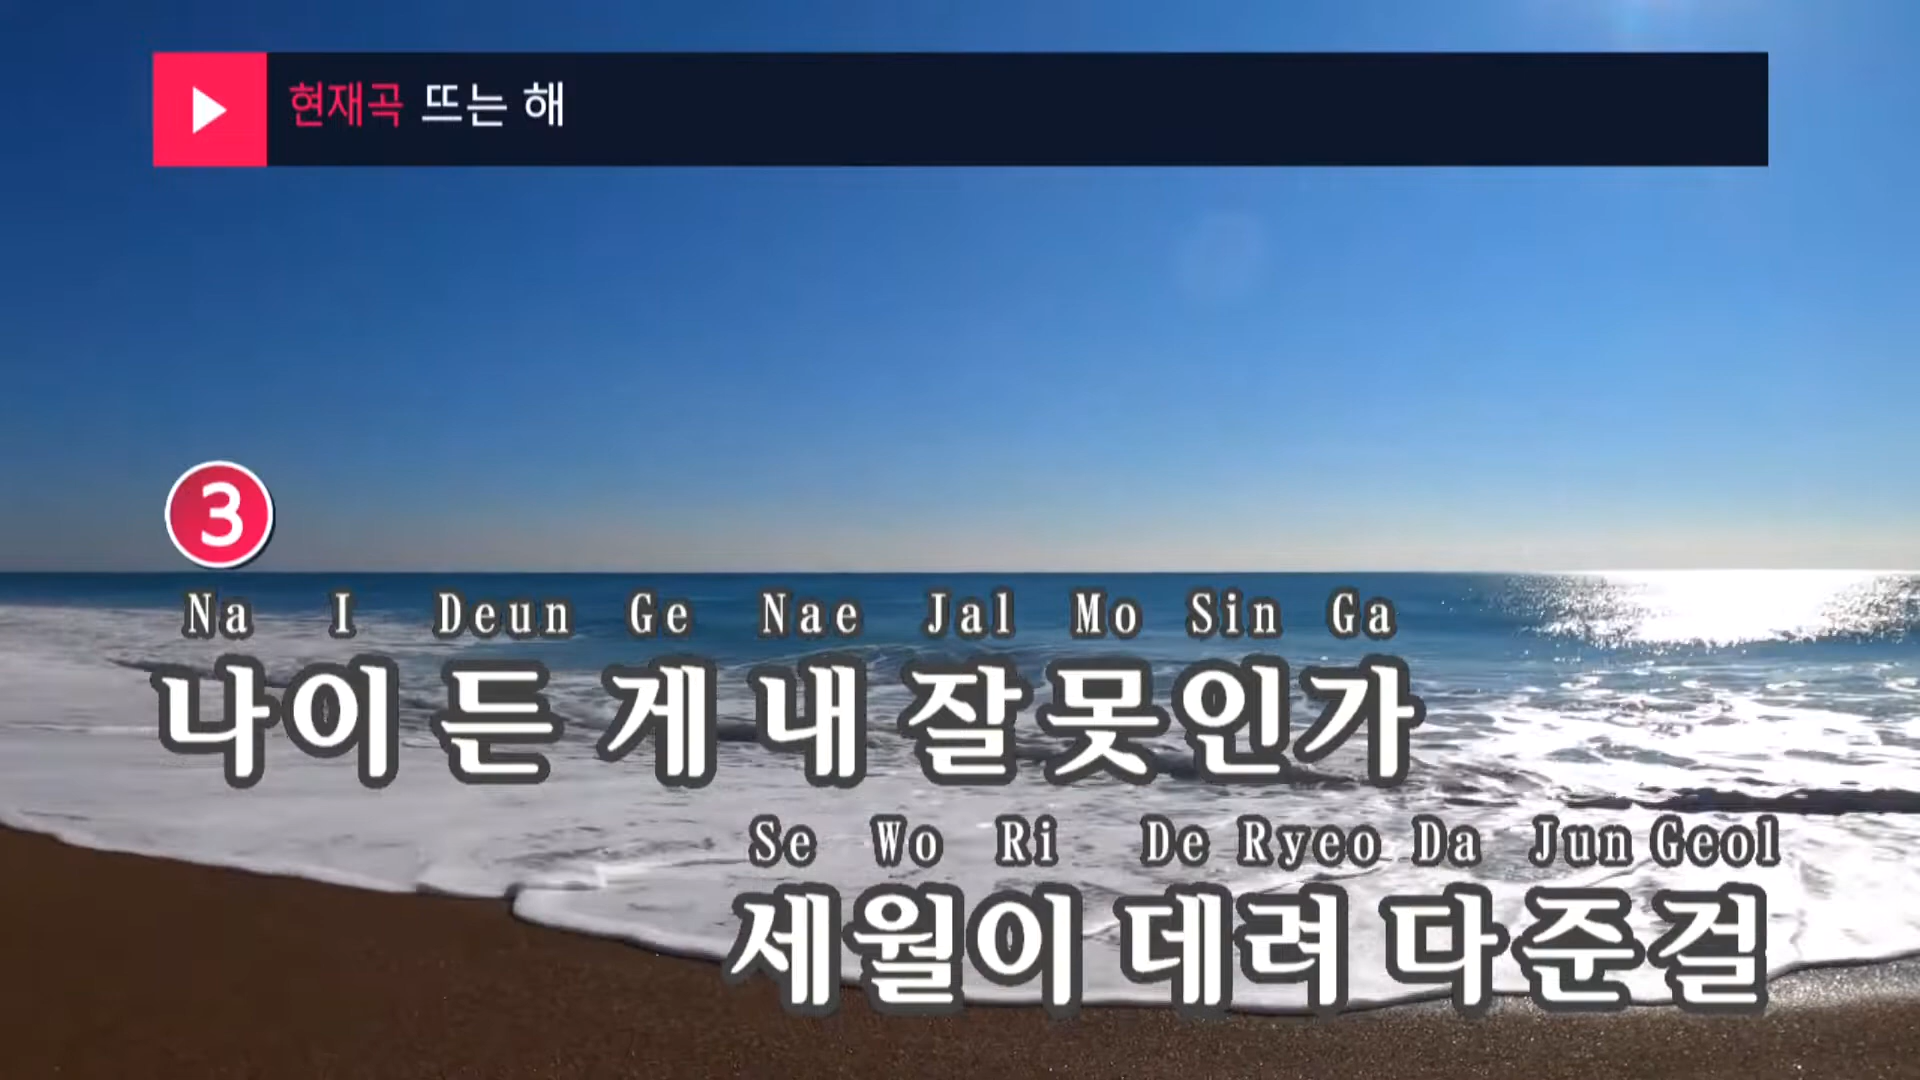 현재곡 뜨는 해
3
Na I Deun Ge Nae Jal Mo Sin Ga
나이 든 게 내 잘못인가
Se Wo Ri De Ryeo Da Jun Geol
세월이 데려 다준걸